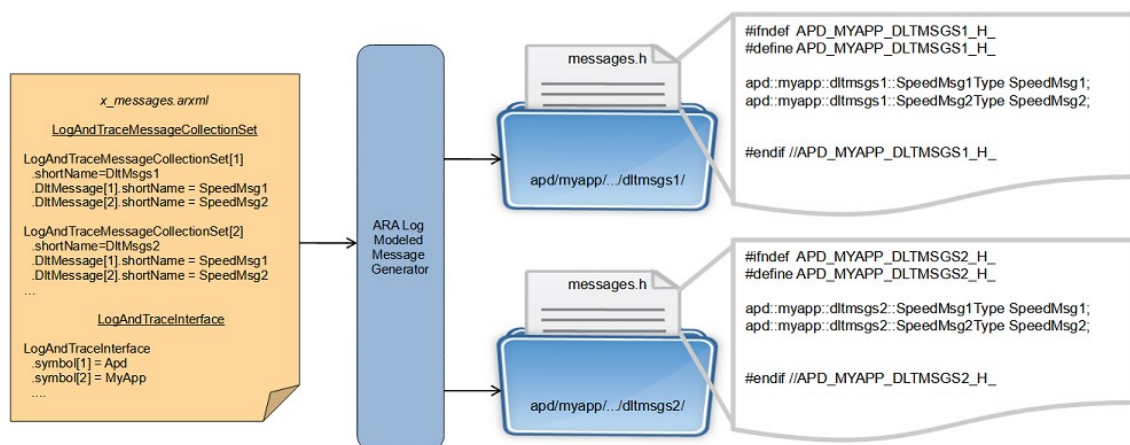 x_messages.arxml
LogAndTraceMessageCollectionSet
LogAndTraceMessageCollectionSet[1]
.shortName=DltMsgs1
.DltMessage[1].shortName = SpeedMsg1
.DltMessage[2].shortName = SpeedMsg2
LogAndTraceMessageCollectionSet[2]
.shortName=DltMsgs2
.DltMessage[1].shortName = SpeedMsg1
.DltMessage[2].shortName = SpeedMsg2
...
LogAndTraceInterface
LogAndTraceInterface
.symbol[1] = Apd
.symbol[2] = MyApp
....
ARA Log
Modeled
Message
Generator
messages.h
apd/myapp/.../dltmsgs1/
#ifndef APD_MYAPP_DLTMSGS1_H_
#define APD_MYAPP_DLTMSGS1_H_
apd::myapp::dltmsgs1::SpeedMsg1Type SpeedMsg1;
apd::myapp::dltmsgs1::SpeedMsg2Type SpeedMsg2;
#endif //APD_MYAPP_DLTMSGS1_H_
messages.h
apd/myapp/.../dltmsgs2/
#ifndef APD_MYAPP_DLTMSGS2_H_
#define APD_MYAPP_DLTMSGS2_H_
apd::myapp::dltmsgs2::SpeedMsg1Type SpeedMsg1;
apd::myapp::dltmsgs2::SpeedMsg2Type SpeedMsg2;
#endif //APD_MYAPP_DLTMSGS2_H_